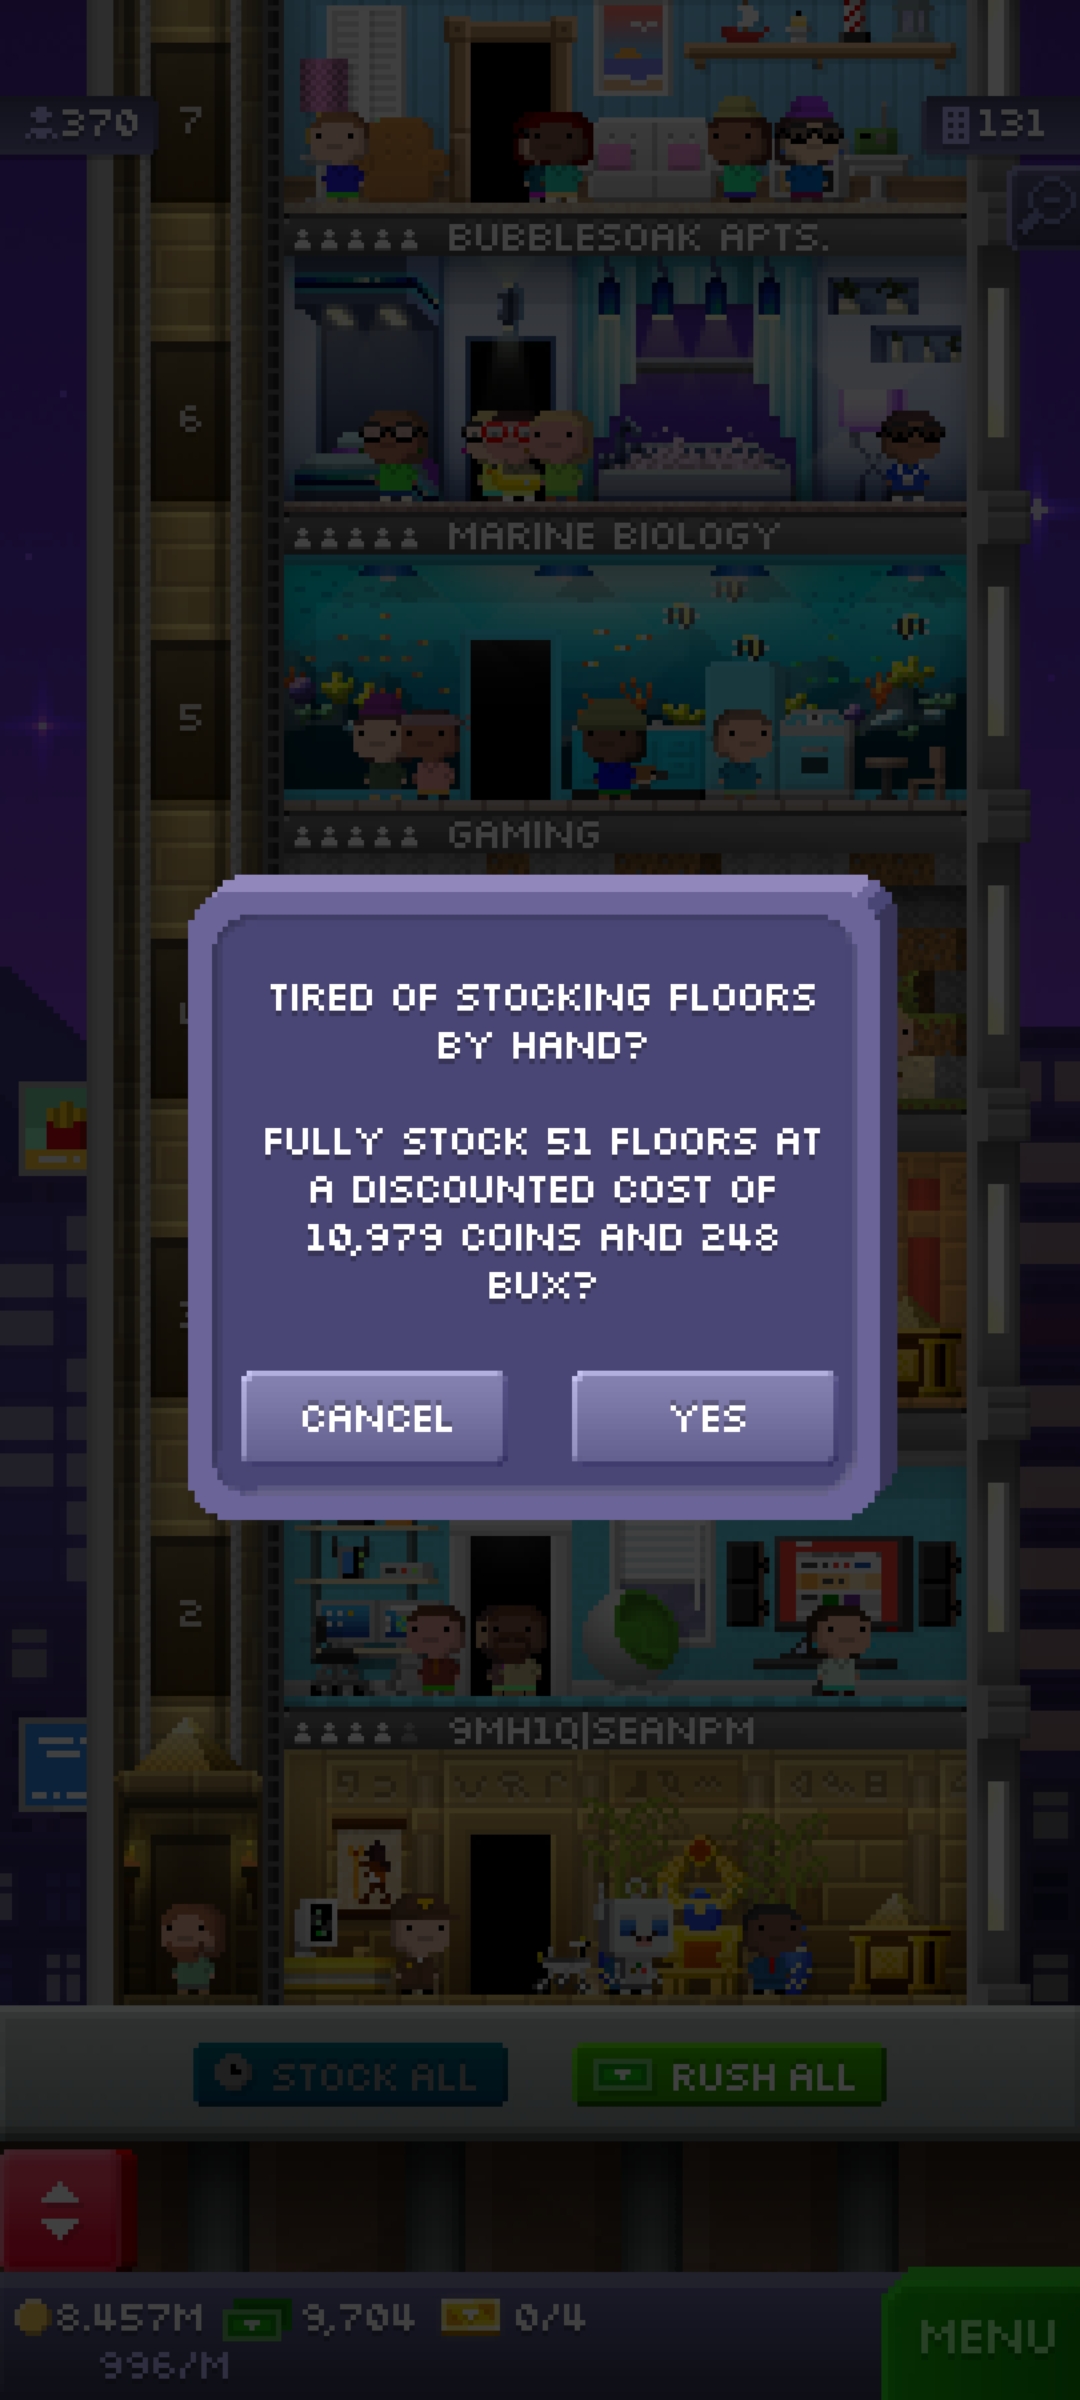 370
7
131
BUBBLESOAK APTS.
6
MARINE BIOLOGY
5
GAMING
TIRED OF STOCKING FLOORS
BY HAND?
FULLY STOCK 51 FLOORS AT
A DISCOUNTED COST OF
10,979 COINS AND 248
BUX?
CANCEL
YES
2
9MH1Q|SEANPM
STOCK ALL
RUSH ALL
8.457M
9,704
0/4
MENU
996/M